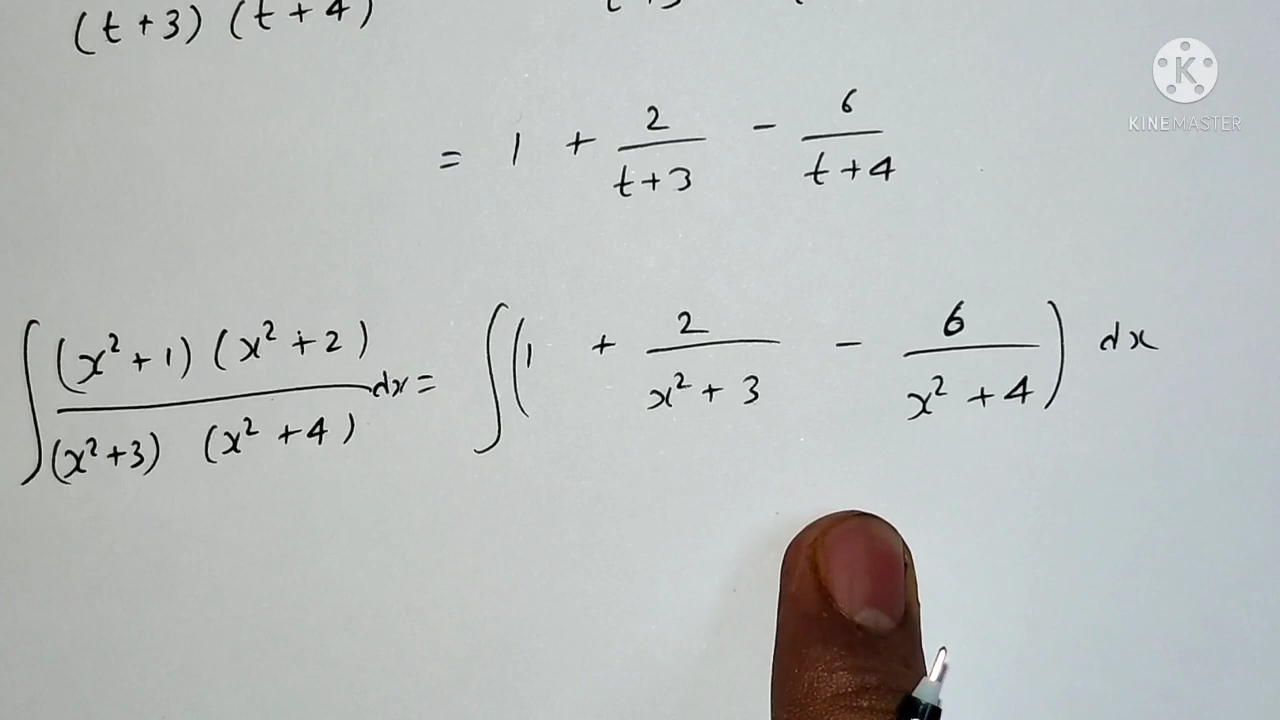 (t+3) (t+4)
K
KINEMASTER
= 1 + 2/(t+3) - 6/(t+4)
∫ (x²+1) (x²+2) / (x²+3) (x²+4) dx = ∫ (1 + 2/(x²+3) - 6/(x²+4)) dx